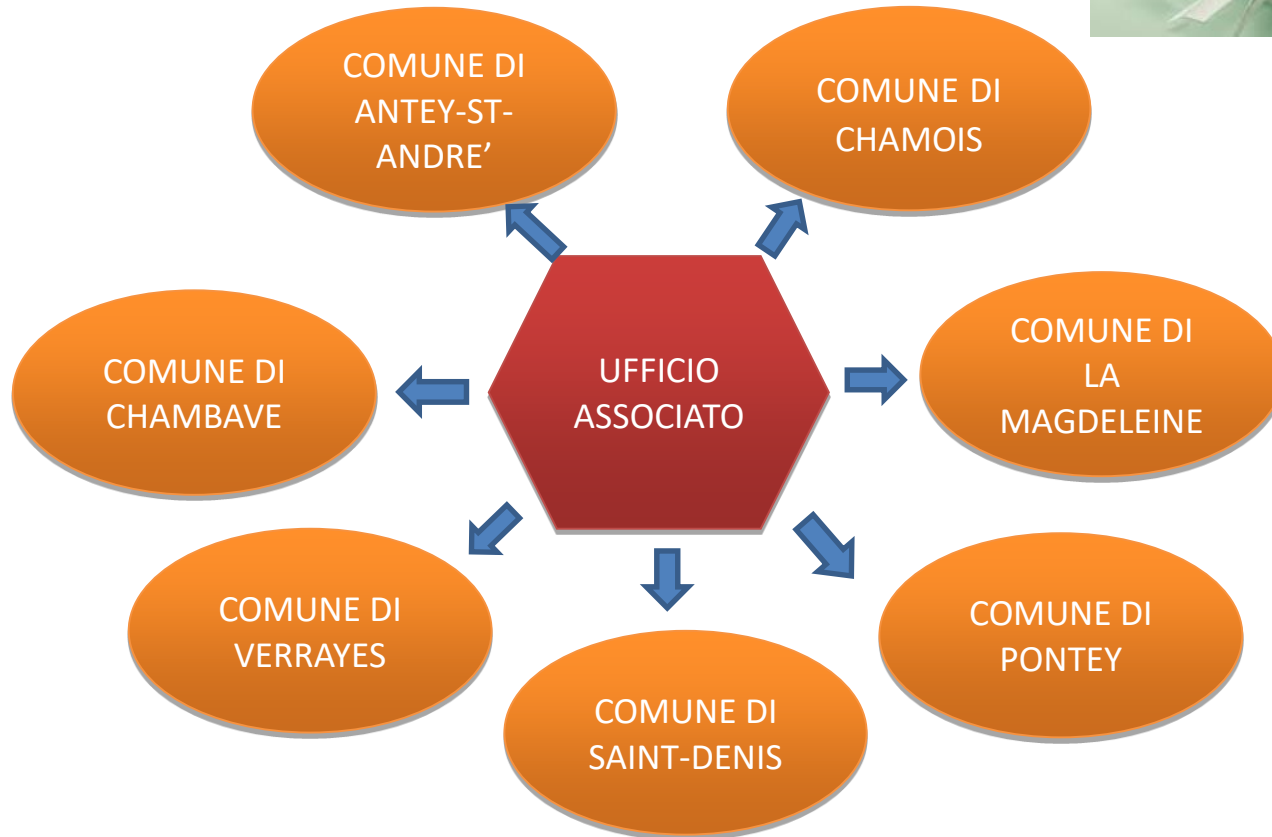 COMUNE DI
ANTEY-ST-
ANDRE’
COMUNE DI
CHAMOIS
UFFICIO
ASSOCIATO
COMUNE DI
LA
MAGDELEINE
COMUNE DI
CHAMBAVE
COMUNE DI
VERRAYES
COMUNE DI
PONTEY
COMUNE DI
SAINT-DENIS